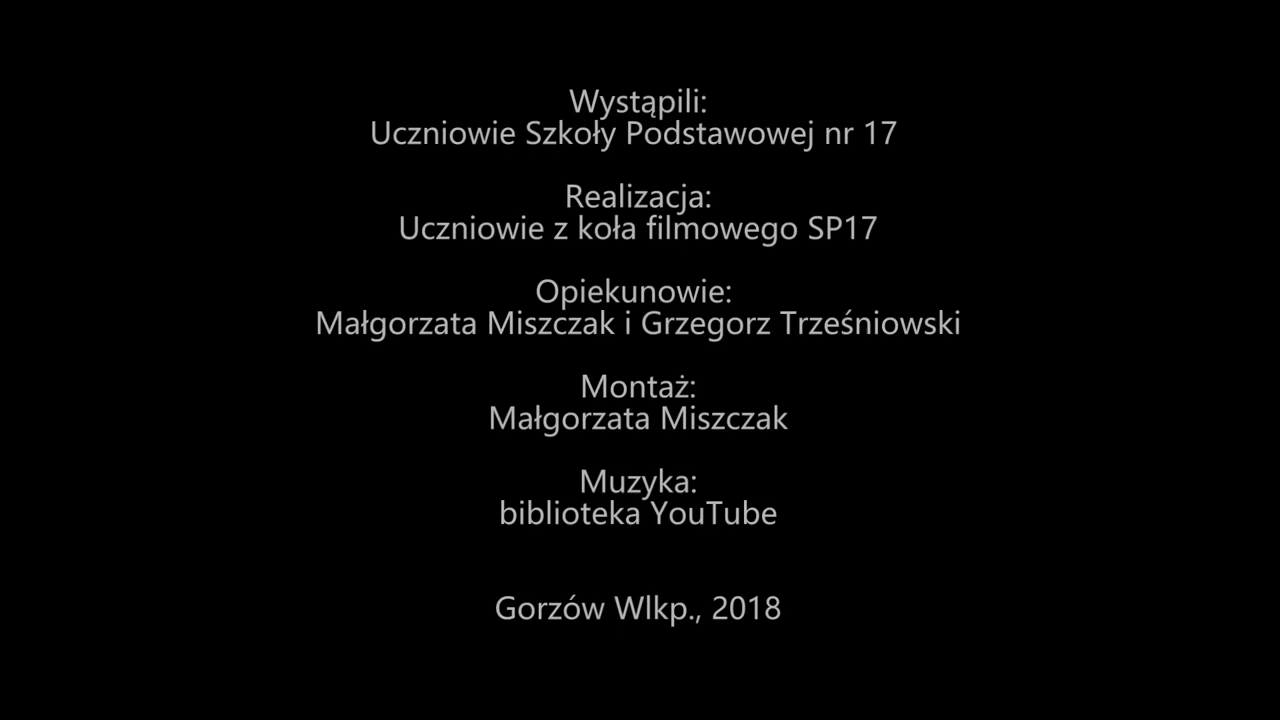 Wystąpili:
Uczniowie Szkoły Podstawowej nr 17
Realizacja:
Uczniowie z koła filmowego SP17
Opiekunowie:
Małgorzata Miszczak i Grzegorz Trześniowski
Montaż:
Małgorzata Miszczak
Muzyka:
biblioteka YouTube
Gorzów Wlkp., 2018